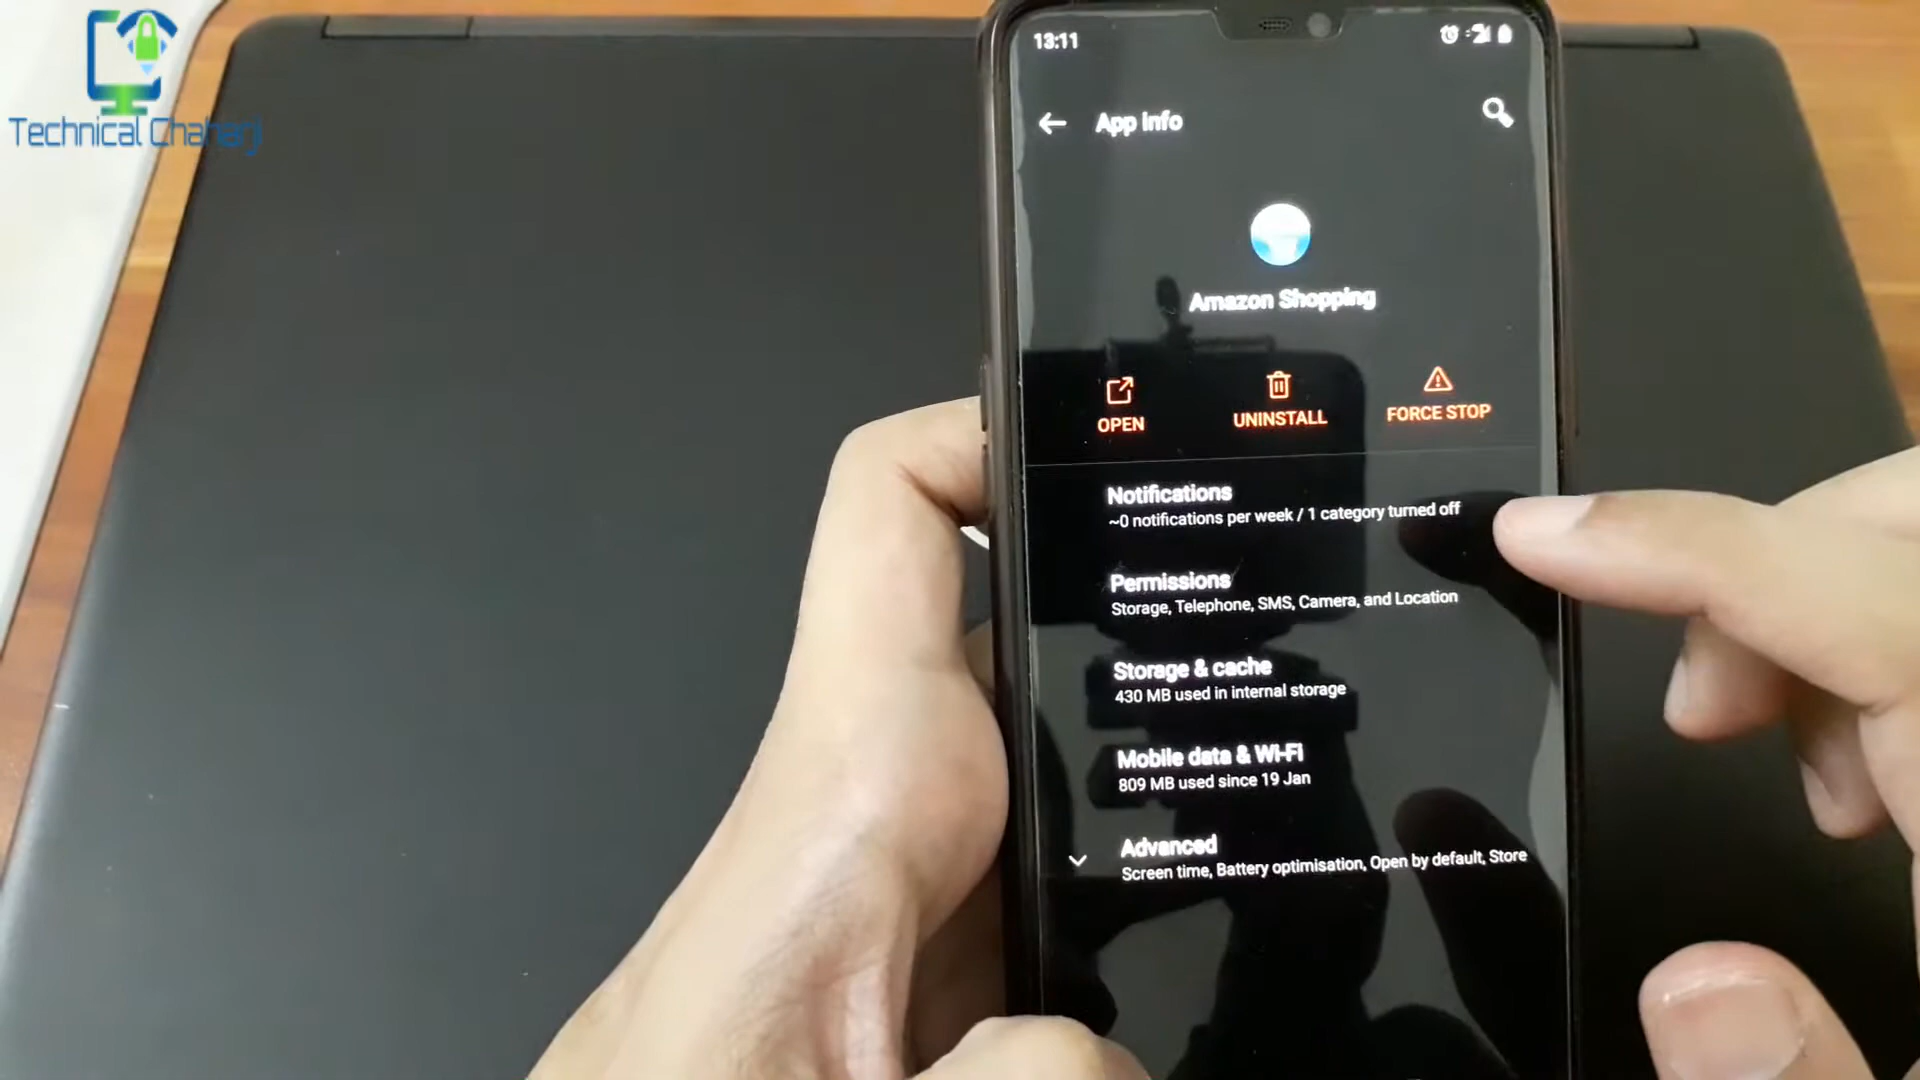 Technical Chaharji
13:11
App info
Amazon Shopping
OPEN
UNINSTALL
FORCE STOP
Notifications
~0 notifications per week / 1 category turned off
Permissions
Storage, Telephone, SMS, Camera, and Location
Storage & cache
430 MB used in internal storage
Mobile data & Wi-Fi
809 MB used since 19 Jan
Advanced
Screen time, Battery optimisation, Open by default, Store